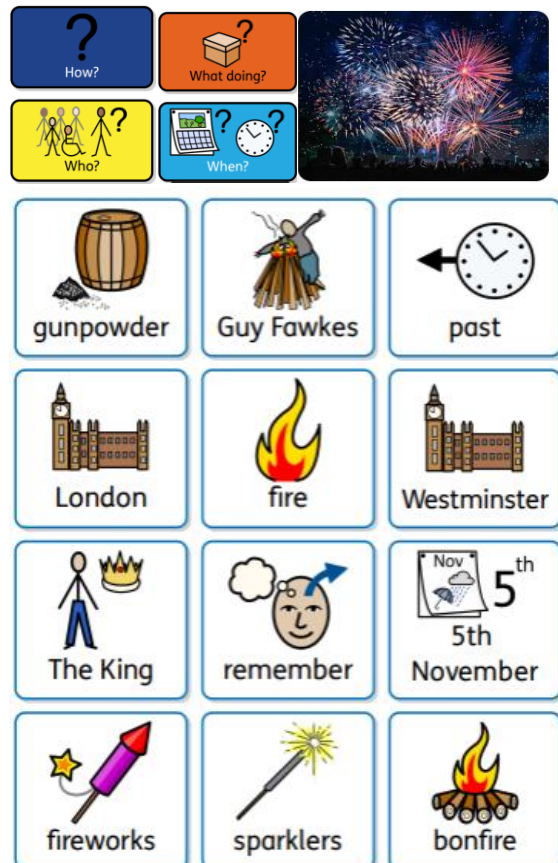 ?
How?
?
What doing?
?
Who?
? ?
When?
gunpowder
Guy Fawkes
past
London
fire
Westminster
The King
remember
Nov
5th
5th
November
fireworks
sparklers
bonfire